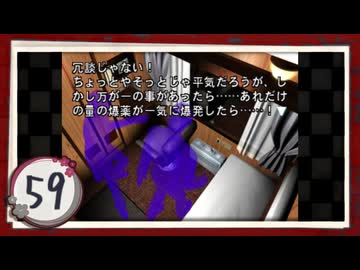 冗談じゃない！
ちょっとやそっとじゃ平気だろうが、し
かし万が一の事があったら……あれだけ
の量の爆薬が一気に爆発したら……！
59